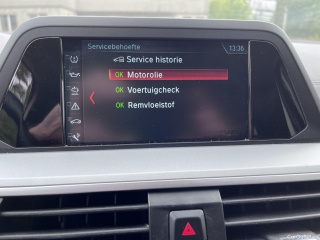 Servicebehoefte 13:36
Service historie
OK Motorolie
OK Voertuigcheck
OK Remvloeistof